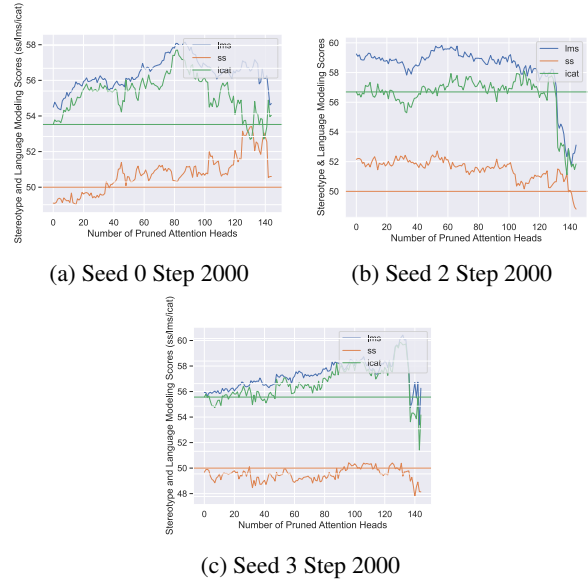 Stereotype and Language Modeling Scores (ss/lms/icat)
58
56
54
52
50
lms
ss
icat
0 20 40 60 80 100 120 140
Number of Pruned Attention Heads
(a) Seed 0 Step 2000
Stereotype & Language Modeling Scores
60
58
56
54
52
50
lms
ss
icat
0 20 40 60 80 100 120 140
Number of Pruned Attention Heads
(b) Seed 2 Step 2000
Stereotype and Language Modeling Scores (ss/lms/icat)
60
58
56
54
52
50
48
lms
ss
icat
0 20 40 60 80 100 120 140
Number of Pruned Attention Heads
(c) Seed 3 Step 2000